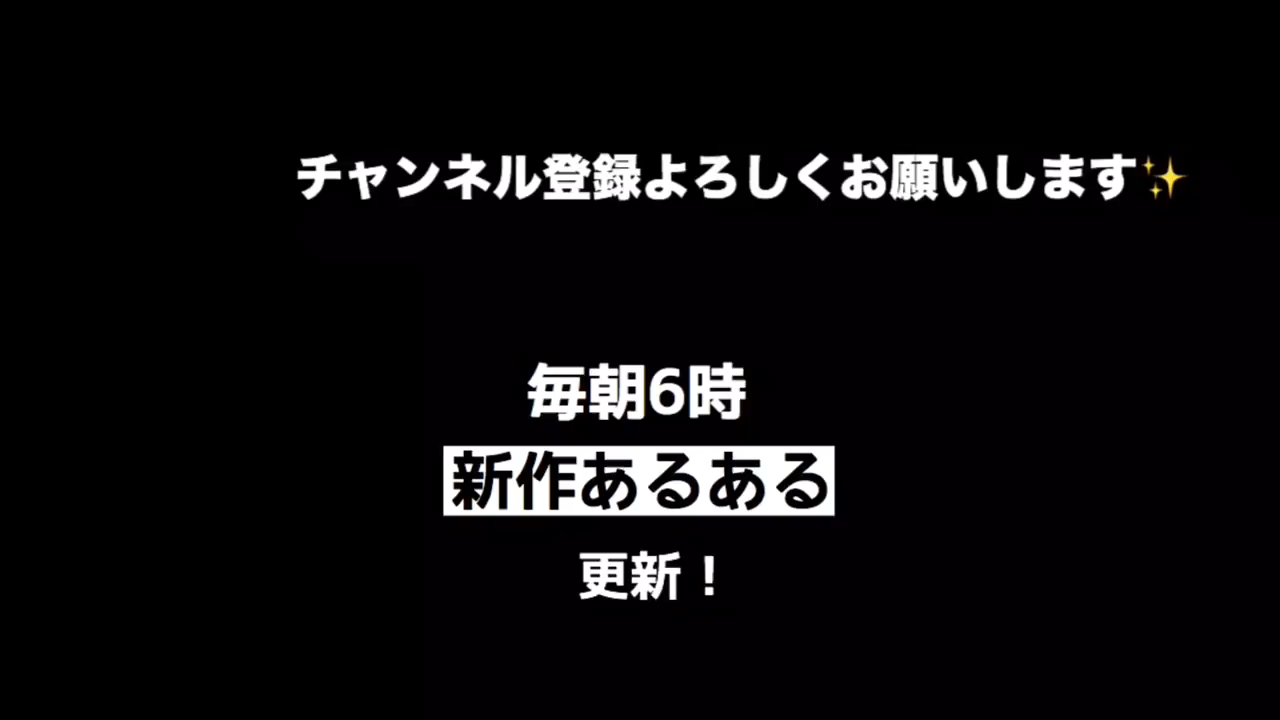 チャンネル登録よろしくお願いします✨
毎朝6時
新作あるある
更新！